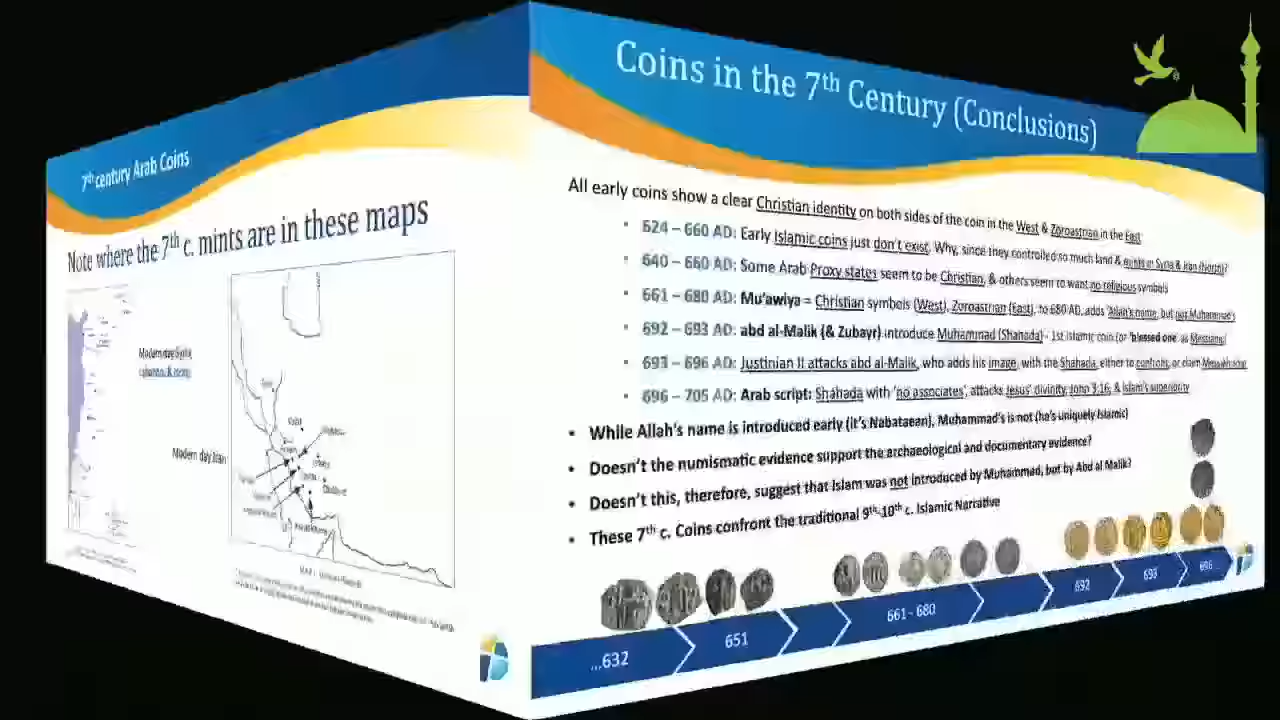 7th century Arab Coins
Note where the 7th c. mints are in these maps
Modern day Syria,
Modern day Iran
Coins in the 7th Century (Conclusions)
All early coins show a clear Christian identity on both sides of the coin in the West & Zoroastrian in the East
• 624 – 660 AD: Early Islamic coins just don't exist. Why, since they controlled so much land & mints in Syria & Iran (North)?
• 640 – 660 AD: Some Arab Proxy states seem to be Christian, & others seem to want no religious symbols
• 661 – 680 AD: Mu'awiya = Christian symbols (West), Zoroastrian (East), to 680 AD, adds 'Allah's name, but not Muhammad's
• 692 – 693 AD: abd al-Malik (& Zubayr) introduce Muhammad (Shahada) - 1st Islamic coin (or 'blessed one' as Messiah)
• 693 – 696 AD: Justinian II attacks abd al-Malik, who adds his image, with the Shahada, either to confront, or claim
• 696 – 705 AD: Arab script: Shahada with 'no associates', attacks Jesus' divinity, John 3:16, & Islam's superiority
• While Allah's name is introduced early (it's Nabataean), Muhammad's is not (he's uniquely Islamic)
• Doesn't the numismatic evidence support the archaeological and documentary evidence?
• Doesn't this, therefore, suggest that Islam was not introduced by Muhammad, but by Abd al Malik?
• These 7th c. Coins confront the traditional 9th-10th c. Islamic Narrative
...632
651
661 - 680
692
693
696